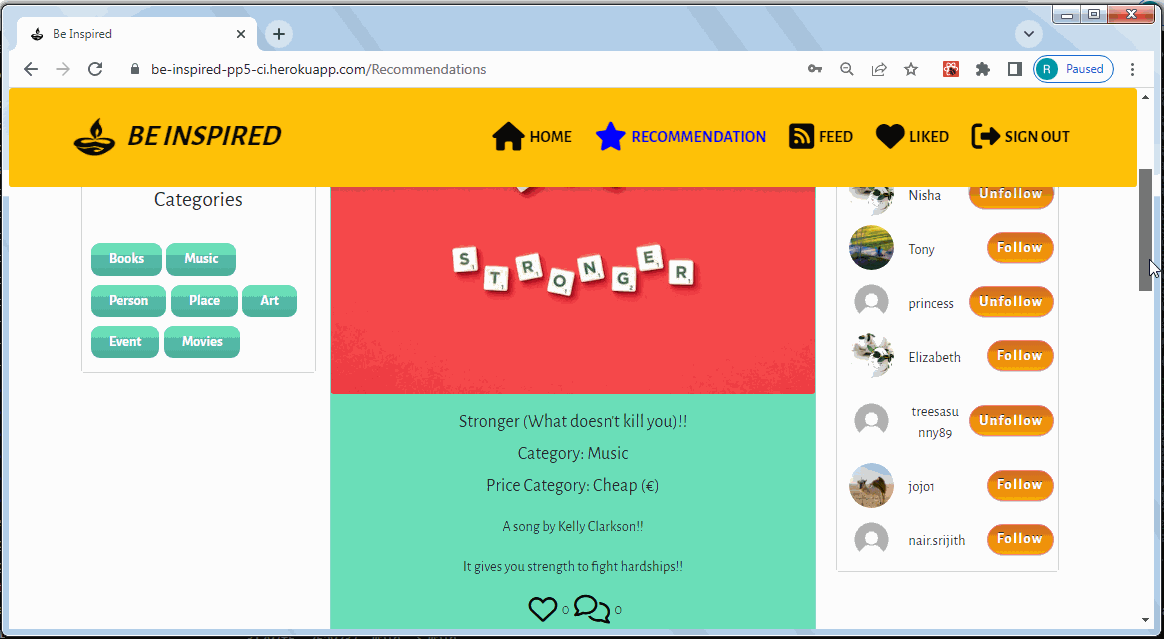 Be Inspired
be-inspired-pp5-ci.herokuapp.com/Recommendations
R Paused
BE INSPIRED
HOME
RECOMMENDATION
FEED
LIKED
SIGN OUT
Categories
Books
Music
Person
Place
Art
Event
Movies
STRONGER
Stronger (What doesn't kill you)!!
Category: Music
Price Category: Cheap (€)
A song by Kelly Clarkson!!
It gives you strength to fight hardships!!
0
0
Nisha Unfollow
Tony Follow
princess Unfollow
Elizabeth Follow
treesasu
nny89 Unfollow
jojo1 Follow
nair.srijith Follow